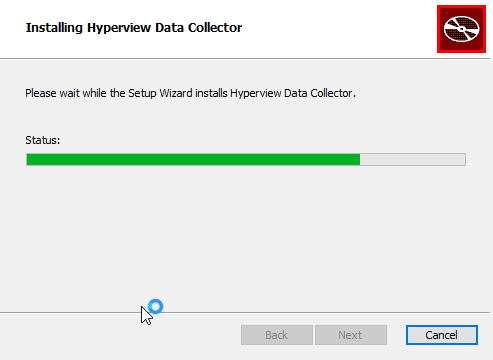 Installing Hyperview Data Collector
Please wait while the Setup Wizard installs Hyperview Data Collector.
Status:
Back Next Cancel